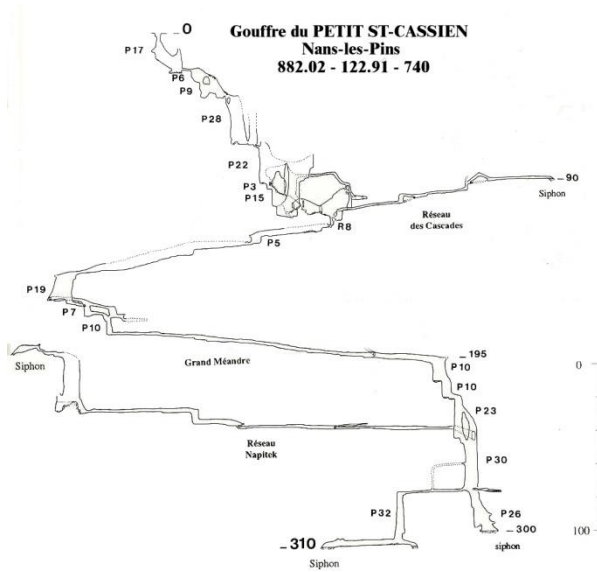 Gouffre du PETIT ST-CASSIEN
Nans-les-Pins
882.02 - 122.91 - 740
0
P17
P6
P9
P28
P22
P3
P15
R8
90
Siphon
Réseau
des Cascades
P5
P19
P7
P10
195
Grand Méandre
Siphon
P10
P10
P23
0
Réseau
Napitek
P30
P32
P26
300
siphon
100
310
Siphon